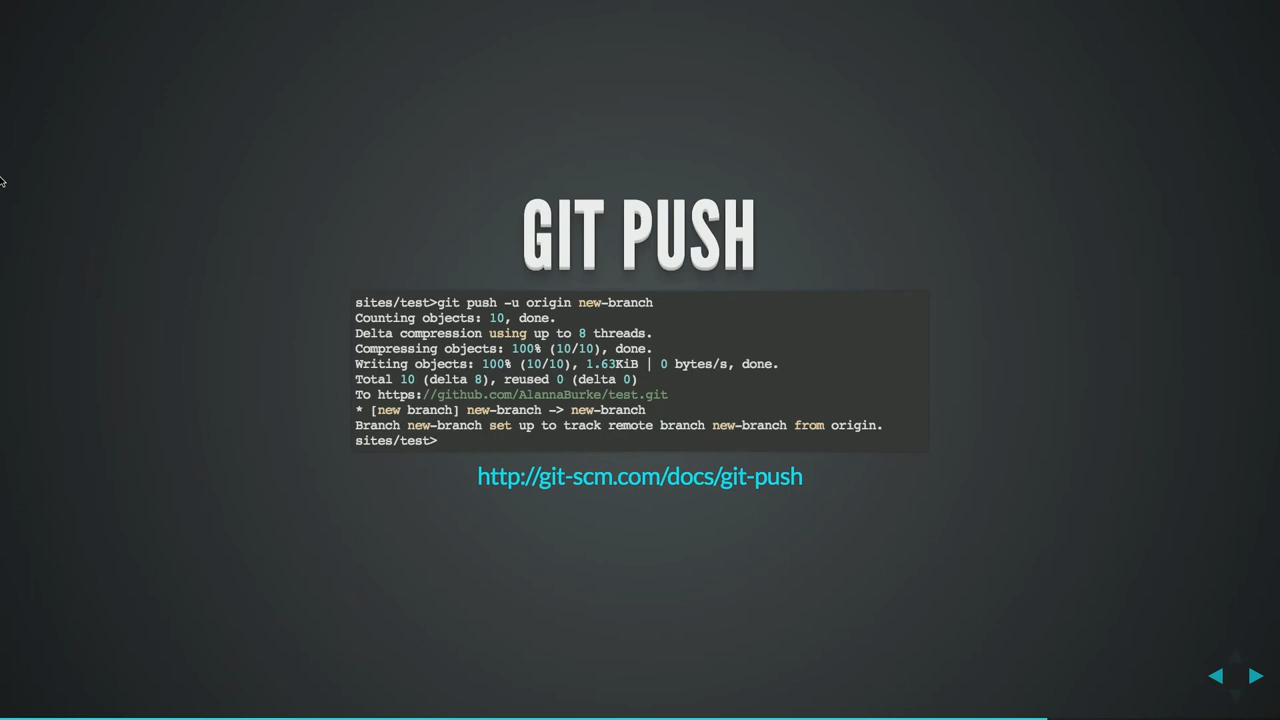 GIT PUSH
sites/test>git push -u origin new-branch
Counting objects: 10, done.
Delta compression using up to 8 threads.
Compressing objects: 100% (10/10), done.
Writing objects: 100% (10/10), 1.63KiB | 0 bytes/s, done.
Total 10 (delta 8), reused 0 (delta 0)
To https://github.com/AlannaBurke/test.git
* [new branch] new-branch -> new-branch
Branch new-branch set up to track remote branch new-branch from origin.
sites/test>
http://git-scm.com/docs/git-push